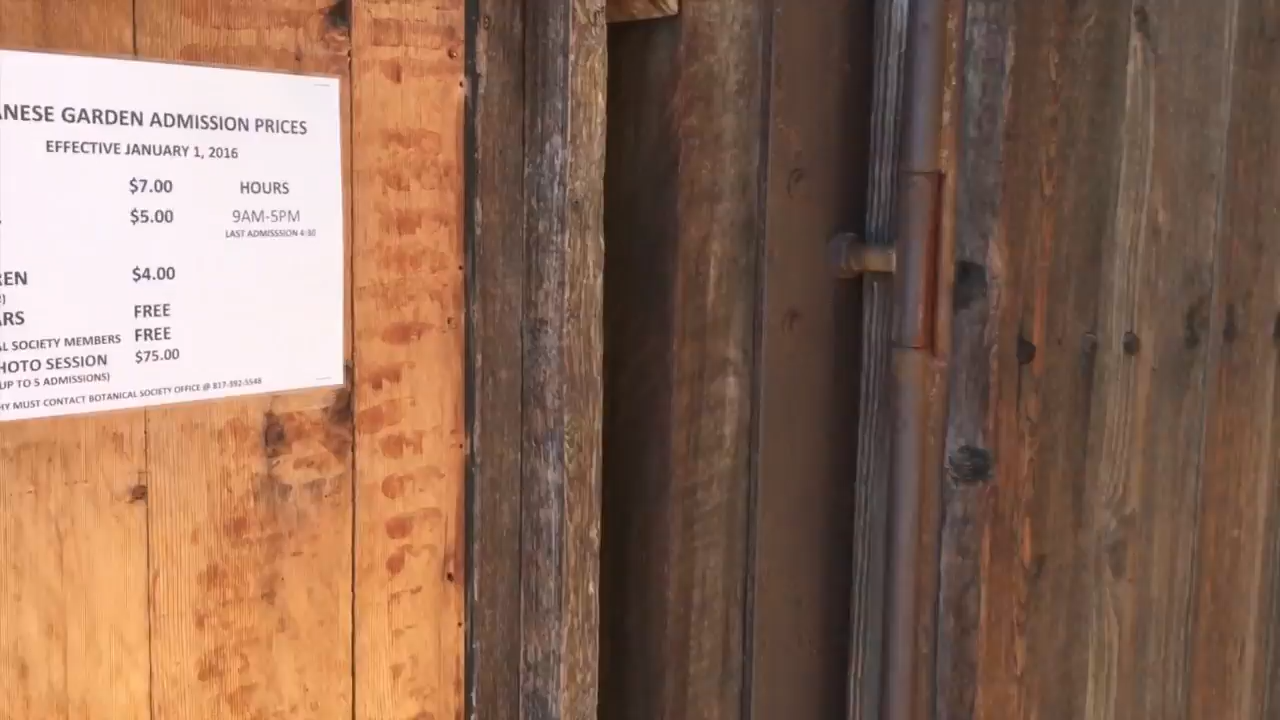 ANESE GARDEN ADMISSION PRICES
EFFECTIVE JANUARY 1, 2016
$7.00 HOURS
$5.00 9AM-5PM
LAST ADMISSSION 4:30
REN $4.00
ARS FREE
AL SOCIETY MEMBERS FREE
HOTO SESSION $75.00
UP TO 5 ADMISSIONS)
HY MUST CONTACT BOTANICAL SOCIETY OFFICE @ 817-392-5548